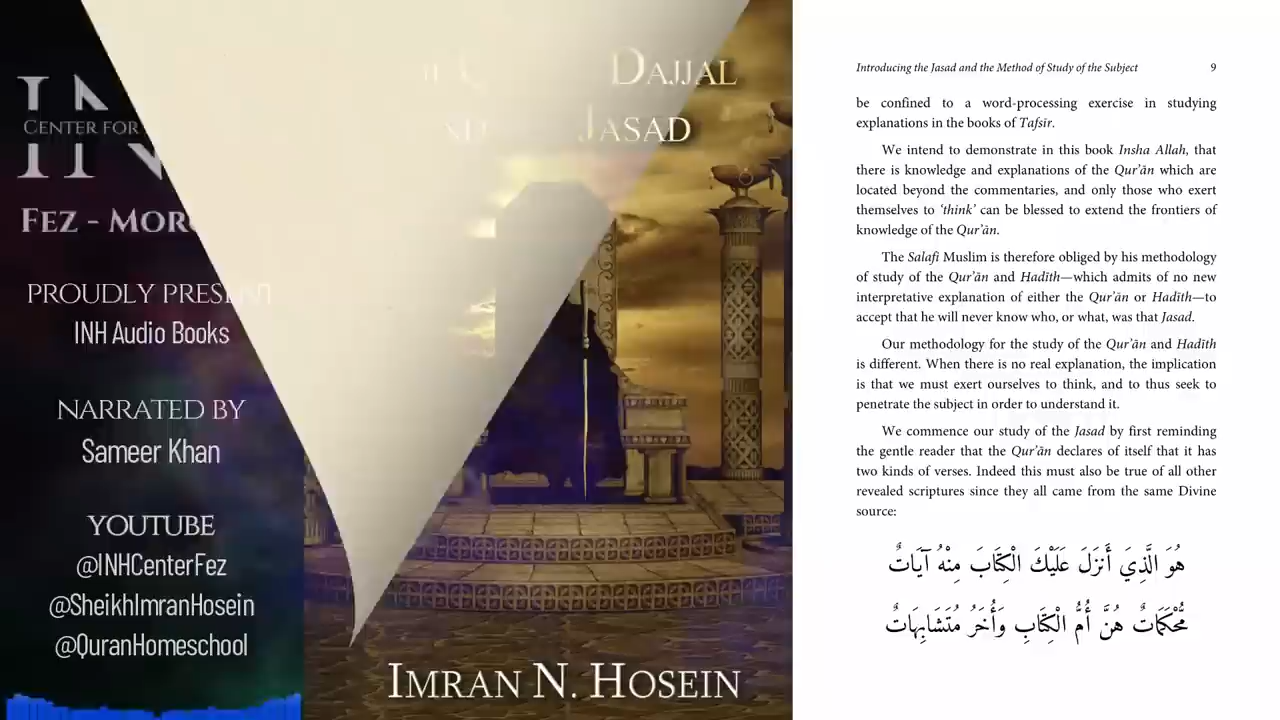 CENTER FOR
FEZ - MOR
PROUDLY PRESENT
INH Audio Books
NARRATED BY
Sameer Khan
YOUTUBE
@INHCenterFez
@SheikhImranHosein
@QuranHomeschool
DAJJAL
JASAD
IMRAN N. HOSEIN
Introducing the Jasad and the Method of Study of the Subject 9
be confined to a word-processing exercise in studying
explanations in the books of Tafsīr.
We intend to demonstrate in this book Insha Allah, that
there is knowledge and explanations of the Qur’ān which are
located beyond the commentaries, and only those who exert
themselves to ‘think’ can be blessed to extend the frontiers of
knowledge of the Qur’ān.
The Salafi Muslim is therefore obliged by his methodology
of study of the Qur’ān and Hadīth—which admits of no new
interpretative explanation of either the Qur’ān or Hadīth—to
accept that he will never know who, or what, was that Jasad.
Our methodology for the study of the Qur’ān and Hadīth
is different. When there is no real explanation, the implication
is that we must exert ourselves to think, and to thus seek to
penetrate the subject in order to understand it.
We commence our study of the Jasad by first reminding
the gentle reader that the Qur’ān declares of itself that it has
two kinds of verses. Indeed this must also be true of all other
revealed scriptures since they all came from the same Divine
source:
هُوَ الَّذِيَ أَنزَلَ عَلَيْكَ الْكِتَابَ مِنْهُ آيَاتٌ
مُّحْكَمَاتٌ هُنَّ أُمُّ الْكِتَابِ وَأُخَرُ مُتَشَابِهَاتٌ